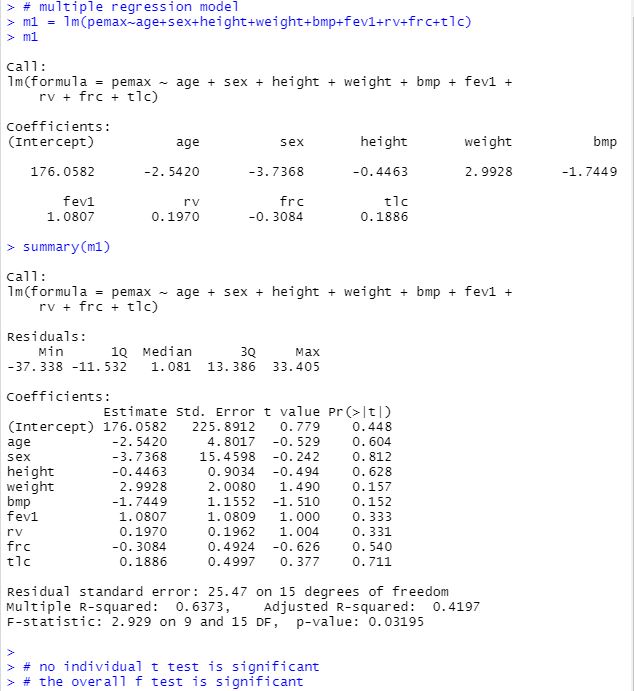 > # multiple regression model
> m1 = lm(pemax~age+sex+height+weight+bmp+fev1+rv+frc+tlc)
> m1

Call:
lm(formula = pemax ~ age + sex + height + weight + bmp + fev1 +
    rv + frc + tlc)

Coefficients:
(Intercept)          age          sex       height       weight          bmp
   176.0582      -2.5420      -3.7368      -0.4463       2.9928      -1.7449
       fev1           rv          frc          tlc
     1.0807       0.1970      -0.3084       0.1886

> summary(m1)

Call:
lm(formula = pemax ~ age + sex + height + weight + bmp + fev1 +
    rv + frc + tlc)

Residuals:
    Min      1Q  Median      3Q     Max
-37.338 -11.532   1.081  13.386  33.405

Coefficients:
            Estimate Std. Error t value Pr(>|t|)
(Intercept) 176.0582   225.8912   0.779    0.448
age          -2.5420     4.8017  -0.529    0.604
sex          -3.7368    15.4598  -0.242    0.812
height       -0.4463     0.9034  -0.494    0.628
weight        2.9928     2.0080   1.490    0.157
bmp          -1.7449     1.1552  -1.510    0.152
fev1          1.0807     1.0809   1.000    0.333
rv            0.1970     0.1962   1.004    0.331
frc          -0.3084     0.4924  -0.626    0.540
tlc           0.1886     0.4997   0.377    0.711

Residual standard error: 25.47 on 15 degrees of freedom
Multiple R-squared:  0.6373,    Adjusted R-squared:  0.4197
F-statistic: 2.929 on 9 and 15 DF,  p-value: 0.03195

>
> # no individual t test is significant
> # the overall f test is significant